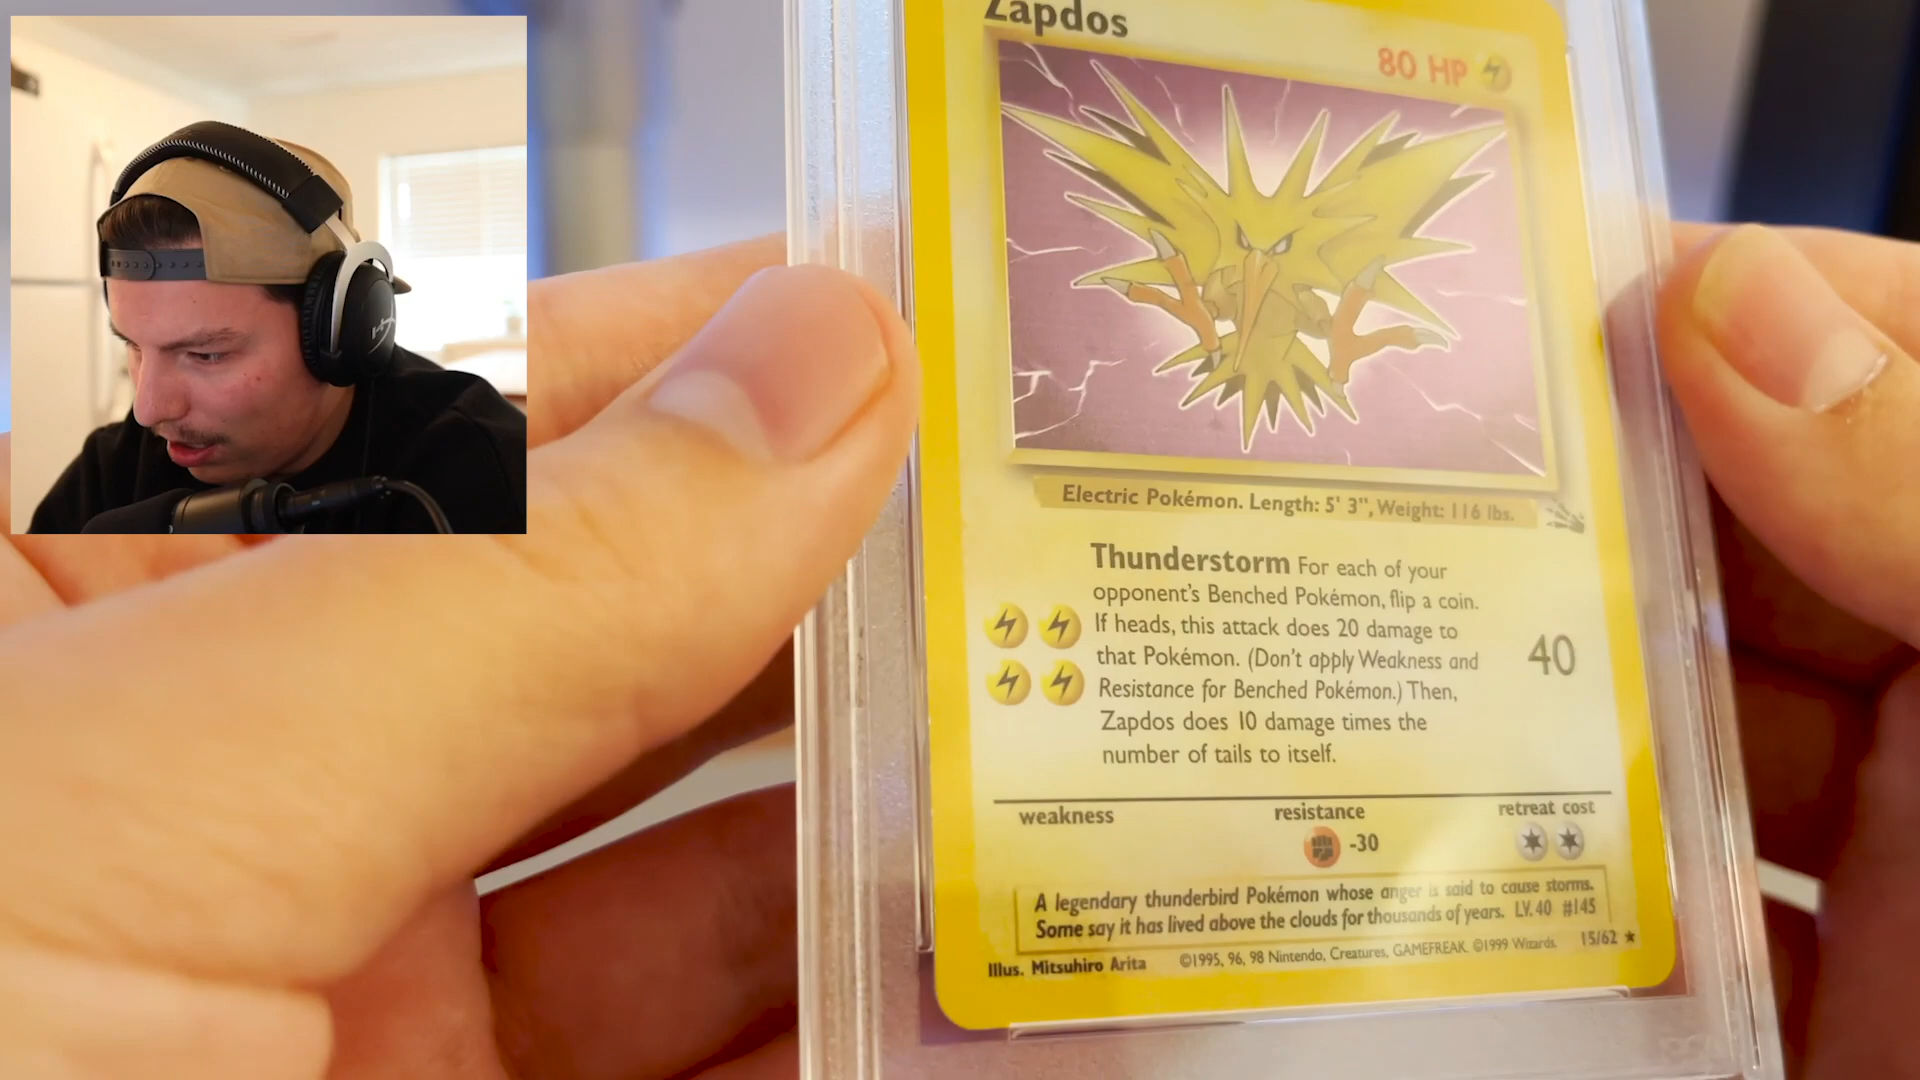 Zapdos
80 HP
Electric Pokémon. Length: 5' 3", Weight: 116 lbs.
Thunderstorm For each of your
opponent's Benched Pokémon, flip a coin.
If heads, this attack does 20 damage to
that Pokémon. (Don't apply Weakness and
Resistance for Benched Pokémon.) Then,
Zapdos does 10 damage times the
number of tails to itself.
40
weakness
resistance
retreat cost
-30
A legendary thunderbird Pokémon whose anger is said to cause storms.
Some say it has lived above the clouds for thousands of years. LV. 40 #145
Illus. Mitsuhiro Arita
©1995, 96, 98 Nintendo, Creatures, GAMEFREAK. ©1999 Wizards.
15/62 ★